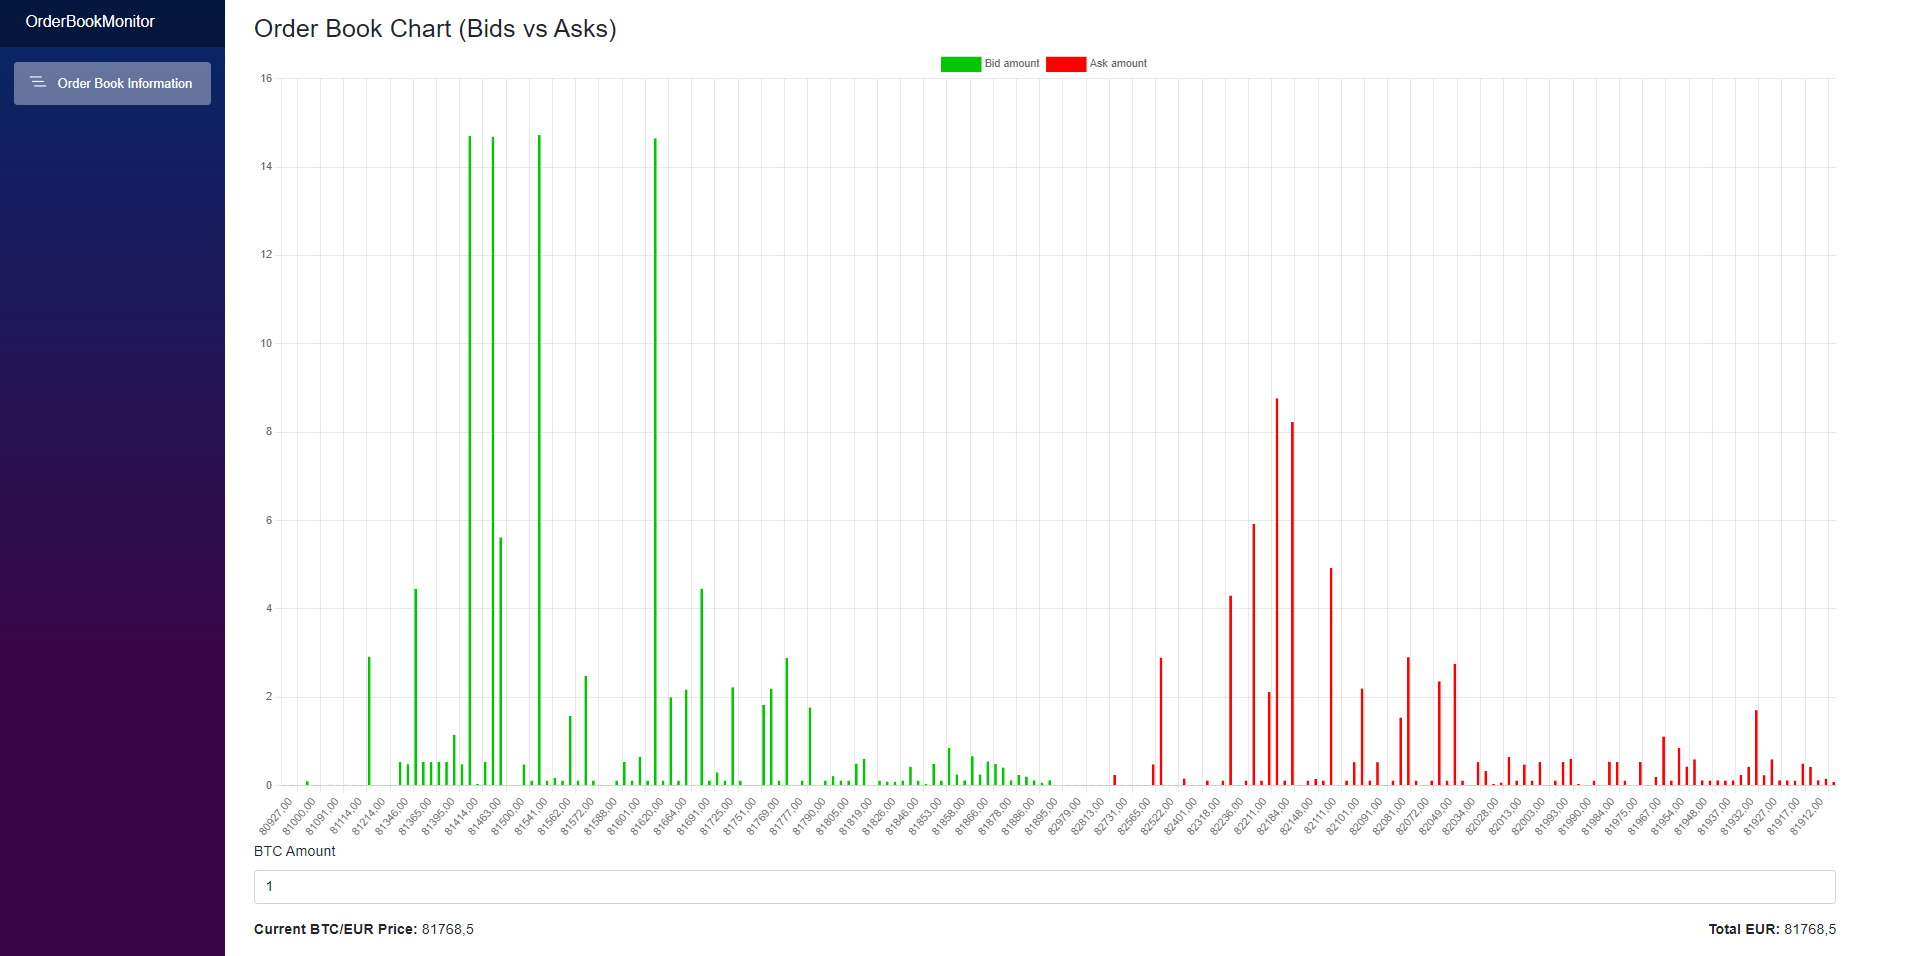 OrderBookMonitor
Order Book Information
Order Book Chart (Bids vs Asks)
Bid amount Ask amount
16
14
12
10
8
6
4
2
0
80927,00 81000,00 81091,00 81114,00 81214,00 81346,00 81365,00 81395,00 81414,00 81463,00 81500,00 81541,00 81562,00 81572,00 81588,00 81601,00 81620,00 81664,00 81691,00 81725,00 81751,00 81769,00 81777,00 81790,00 81805,00 81819,00 81826,00 81846,00 81853,00 81858,00 81866,00 81878,00 81886,00 81895,00 82979,00 82813,00 82731,00 82565,00 82522,00 82401,00 82318,00 82236,00 82211,00 82184,00 82148,00 82111,00 82101,00 82091,00 82081,00 82072,00 82049,00 82034,00 82028,00 82013,00 82003,00 81993,00 81990,00 81984,00 81975,00 81967,00 81954,00 81948,00 81937,00 81932,00 81927,00 81917,00 81912,00
BTC Amount
1
Current BTC/EUR Price: 81768,5 Total EUR: 81768,5